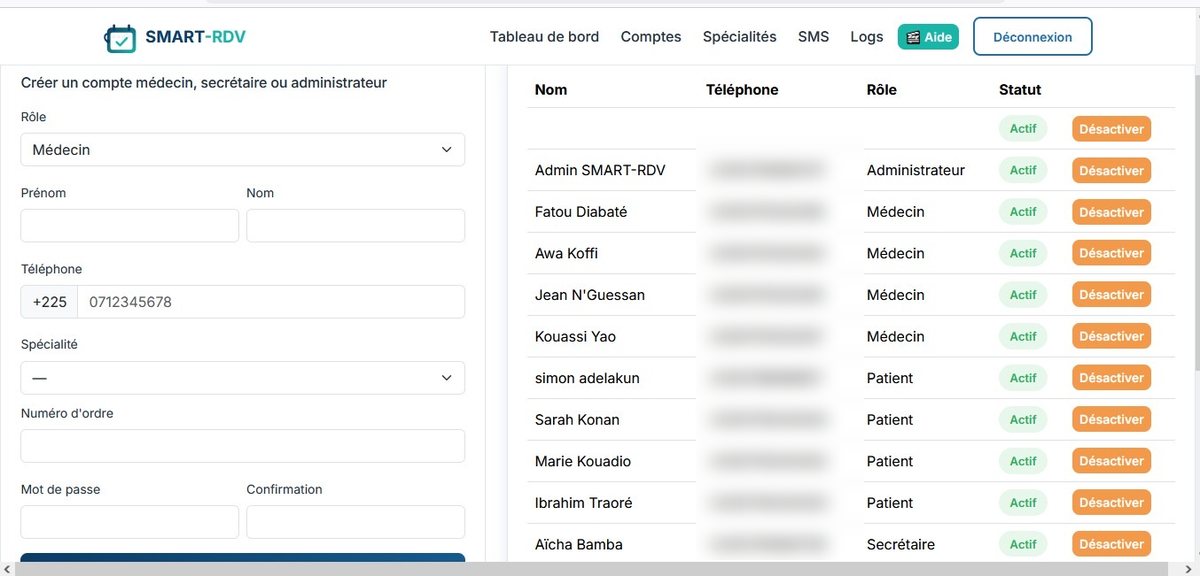 SMART-RDV
Tableau de bord
Comptes
Spécialités
SMS
Logs
Aide
Déconnexion
Créer un compte médecin, secrétaire ou administrateur
Rôle
Médecin
Prénom
Nom
Téléphone
+225
0712345678
Spécialité
—
Numéro d'ordre
Mot de passe
Confirmation
Nom Téléphone Rôle Statut
Actif Désactiver
Admin SMART-RDV Administrateur Actif Désactiver
Fatou Diabaté Médecin Actif Désactiver
Awa Koffi Médecin Actif Désactiver
Jean N'Guessan Médecin Actif Désactiver
Kouassi Yao Médecin Actif Désactiver
simon adelakun Patient Actif Désactiver
Sarah Konan Patient Actif Désactiver
Marie Kouadio Patient Actif Désactiver
Ibrahim Traoré Patient Actif Désactiver
Aïcha Bamba Secrétaire Actif Désactiver